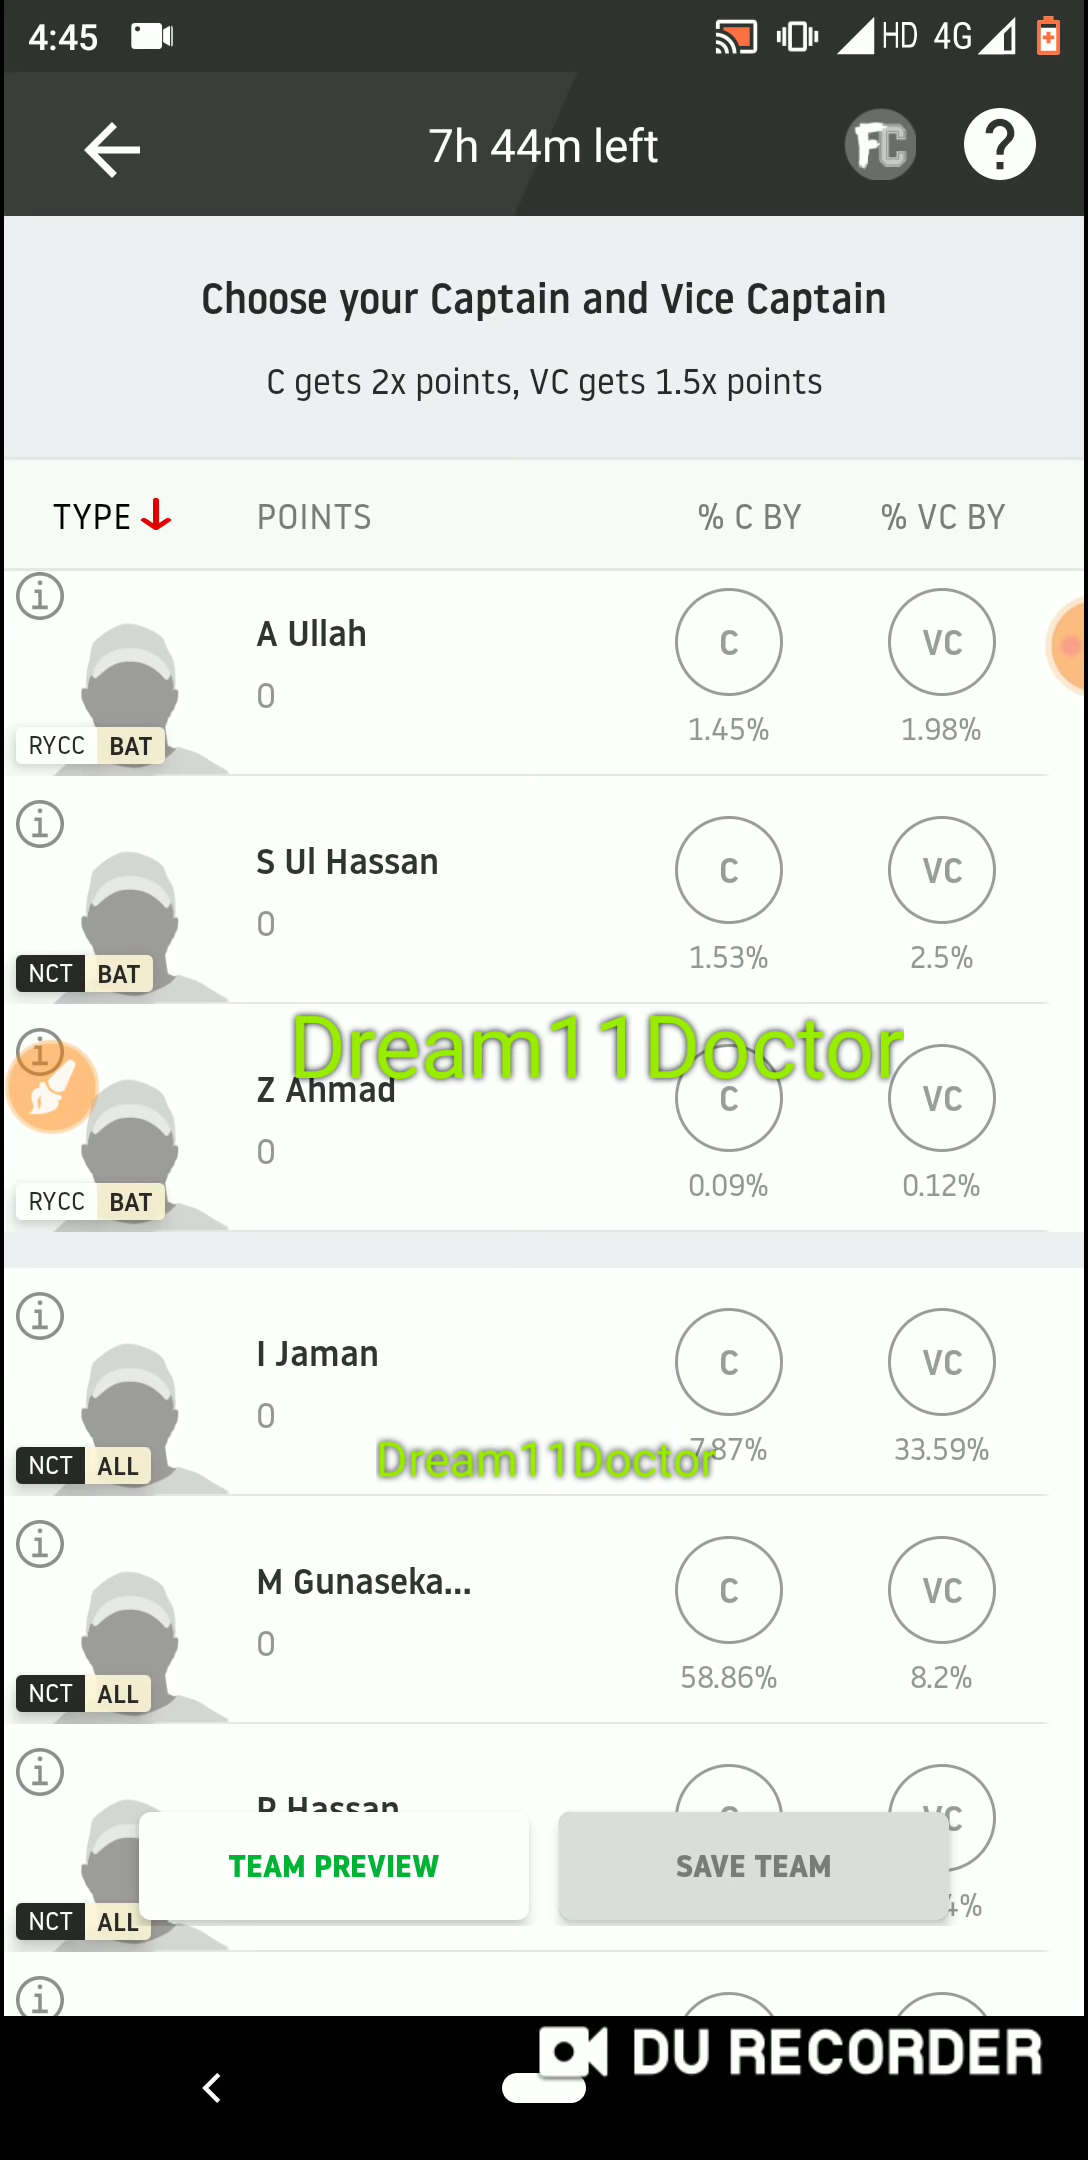 4:45 HD 4G
7h 44m left FC ?
Choose your Captain and Vice Captain
C gets 2x points, VC gets 1.5x points
TYPE POINTS % C BY % VC BY
A Ullah C VC
0
1.45% 1.98%
RYCC BAT
S Ul Hassan C VC
0
1.53% 2.5%
NCT BAT
Dream11Doctor
Z Ahmad C VC
0
0.09% 0.12%
RYCC BAT
I Jaman C VC
0
7.87% 33.59%
Dream11Doctor
NCT ALL
M Gunaseka... C VC
0
58.86% 8.2%
NCT ALL
Hassan
TEAM PREVIEW SAVE TEAM
NCT ALL
DU RECORDER